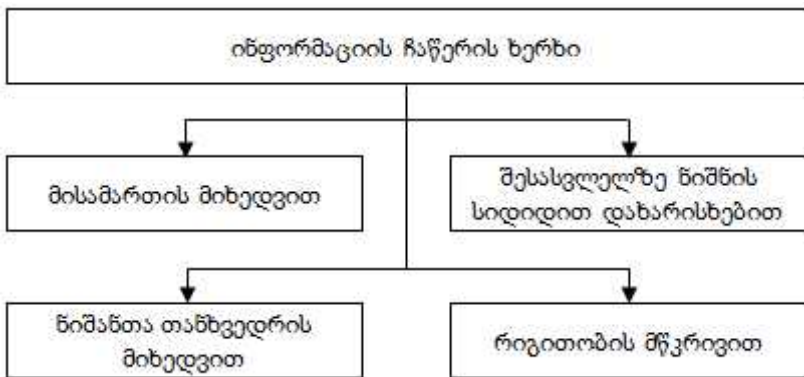 ინფორმაციის ჩაწერის ხერხი
მისამართის მიხედვით
შესასვლელზე ნიშნის
სიდიდით დახარისხებით
ნიშანთა თანხვედრის
მიხედვით
რიგითობის მწკრივით